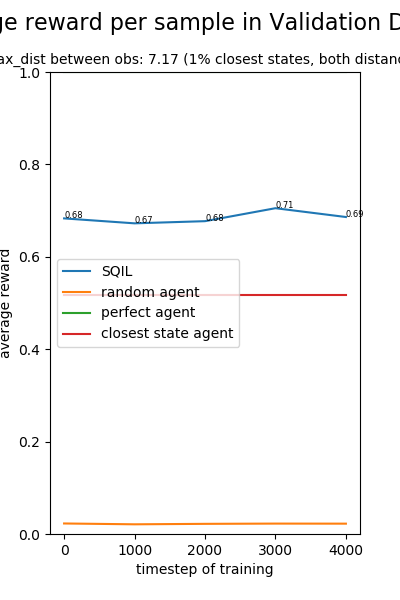 ge reward per sample in Validation D
ax_dist between obs: 7.17 (1% closest states, both distanc
1.0
0.8
0.6
0.4
0.2
0.0
average reward
0.68
0.67
0.68
0.71
0.69
SQIL
random agent
perfect agent
closest state agent
0
1000
2000
3000
4000
timestep of training